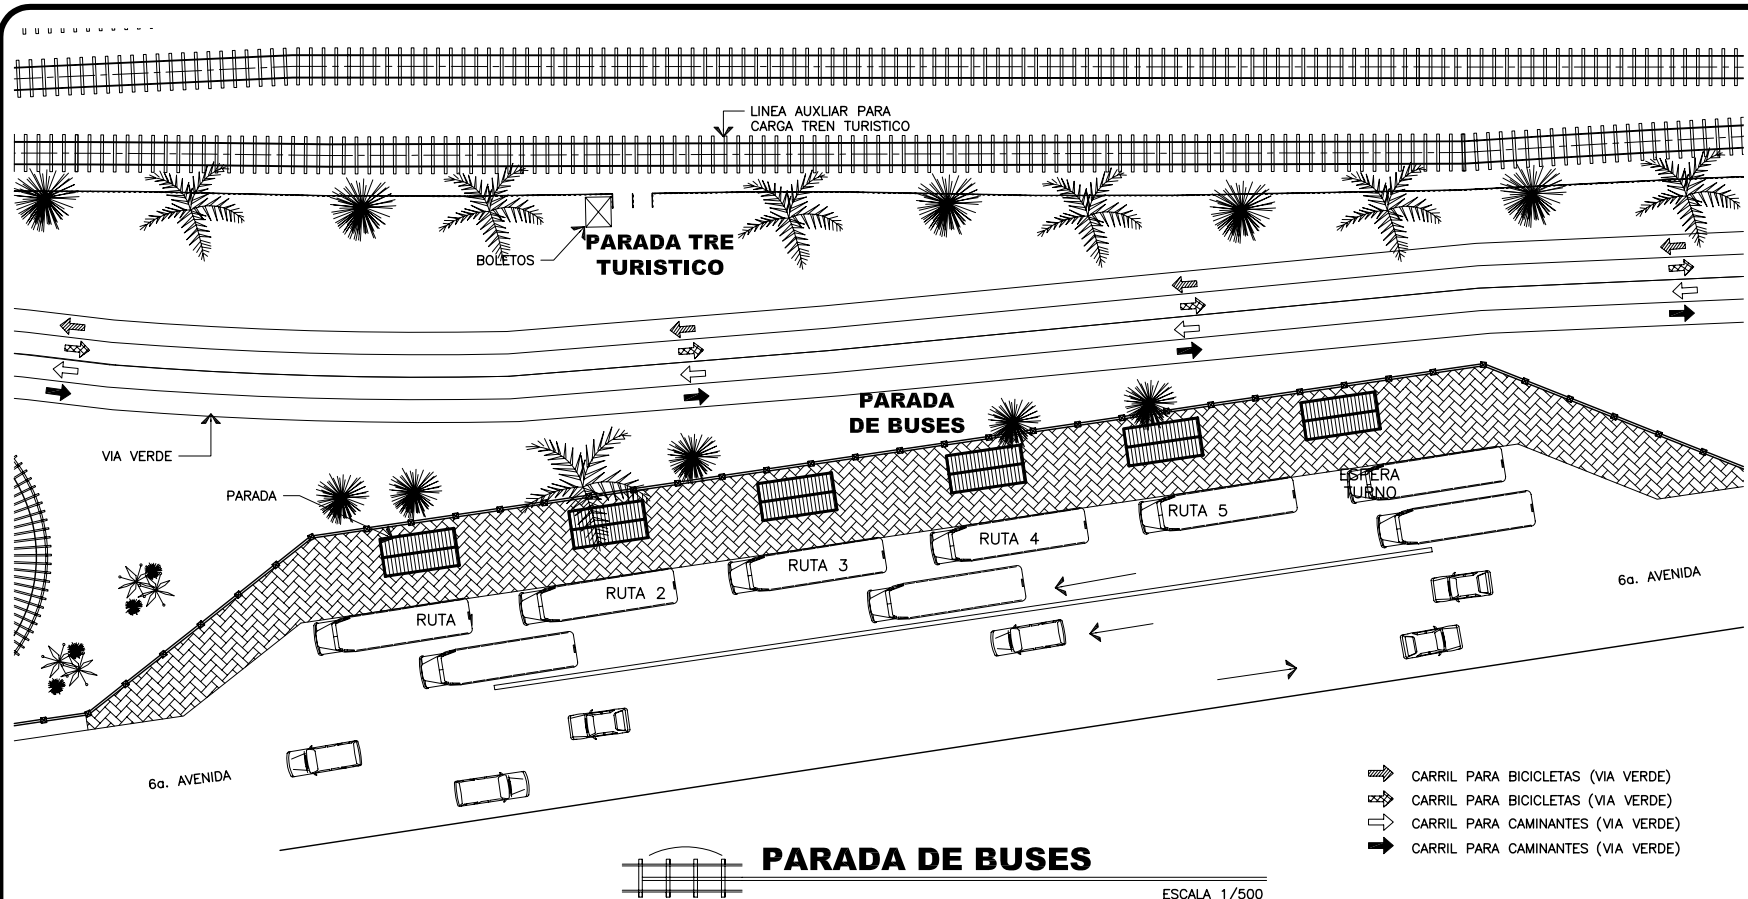 LINEA AUXLIAR PARA
CARGA TREN TURISTICO
PARADA TRE
TURISTICO
BOLETOS
PARADA
DE BUSES
VIA VERDE
PARADA
ESPERA
TURNO
RUTA 5
RUTA 4
RUTA 3
RUTA 2
RUTA
6a. AVENIDA
6a. AVENIDA
CARRIL PARA BICICLETAS (VIA VERDE)
CARRIL PARA BICICLETAS (VIA VERDE)
CARRIL PARA CAMINANTES (VIA VERDE)
CARRIL PARA CAMINANTES (VIA VERDE)
PARADA DE BUSES
ESCALA 1/500